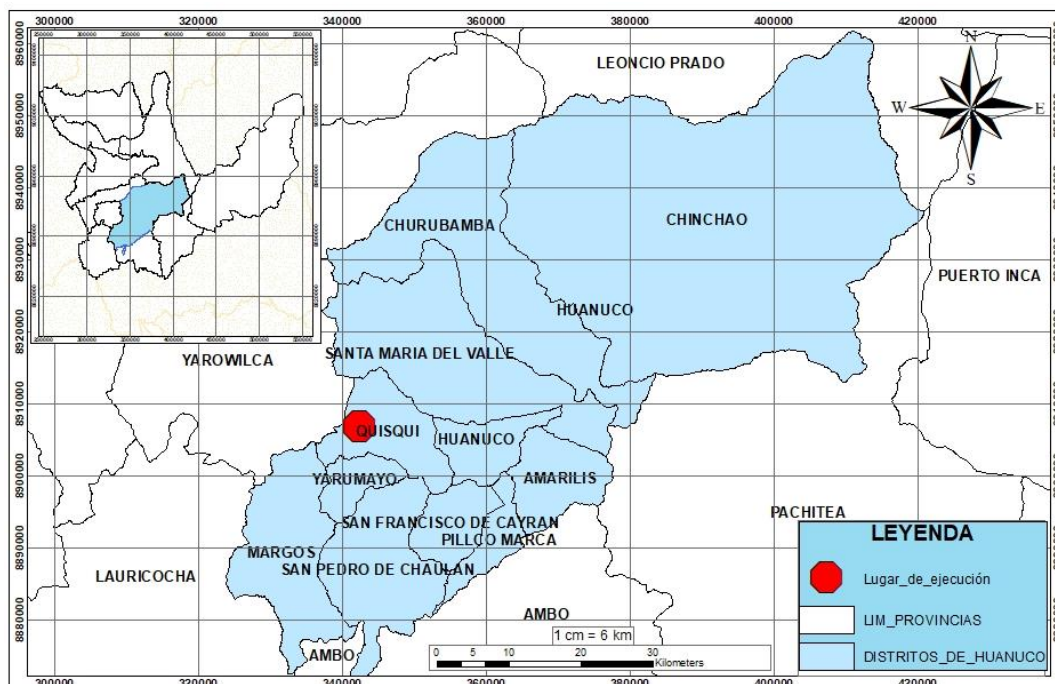 300000 320000 340000 360000 380000 400000 420000
8960000
8950000
8940000
8930000
8920000
8910000
8900000
8890000
8880000
N
W E
S
LEONCIO PRADO
CHURUBAMBA
CHINCHAO
PUERTO INCA
HUANUCO
SANTA MARIA DEL VALLE
YAROWILCA
QUISQUI
HUANUCO
YARUMAYO
AMARILIS
SAN FRANCISCO DE CAYRAN
PACHITEA
PILLCO MARCA
MARGOS
SAN PEDRO DE CHAULAN
LAURICOCHA
AMBO
AMBO
LEYENDA
Lugar_de_ejecución
LIM_PROVINCIAS
DISTRITOS_DE_HUANUCO
1 cm = 6 km
0 5 10 20 30
Kilometers
300000 320000 340000 360000 380000 400000 420000